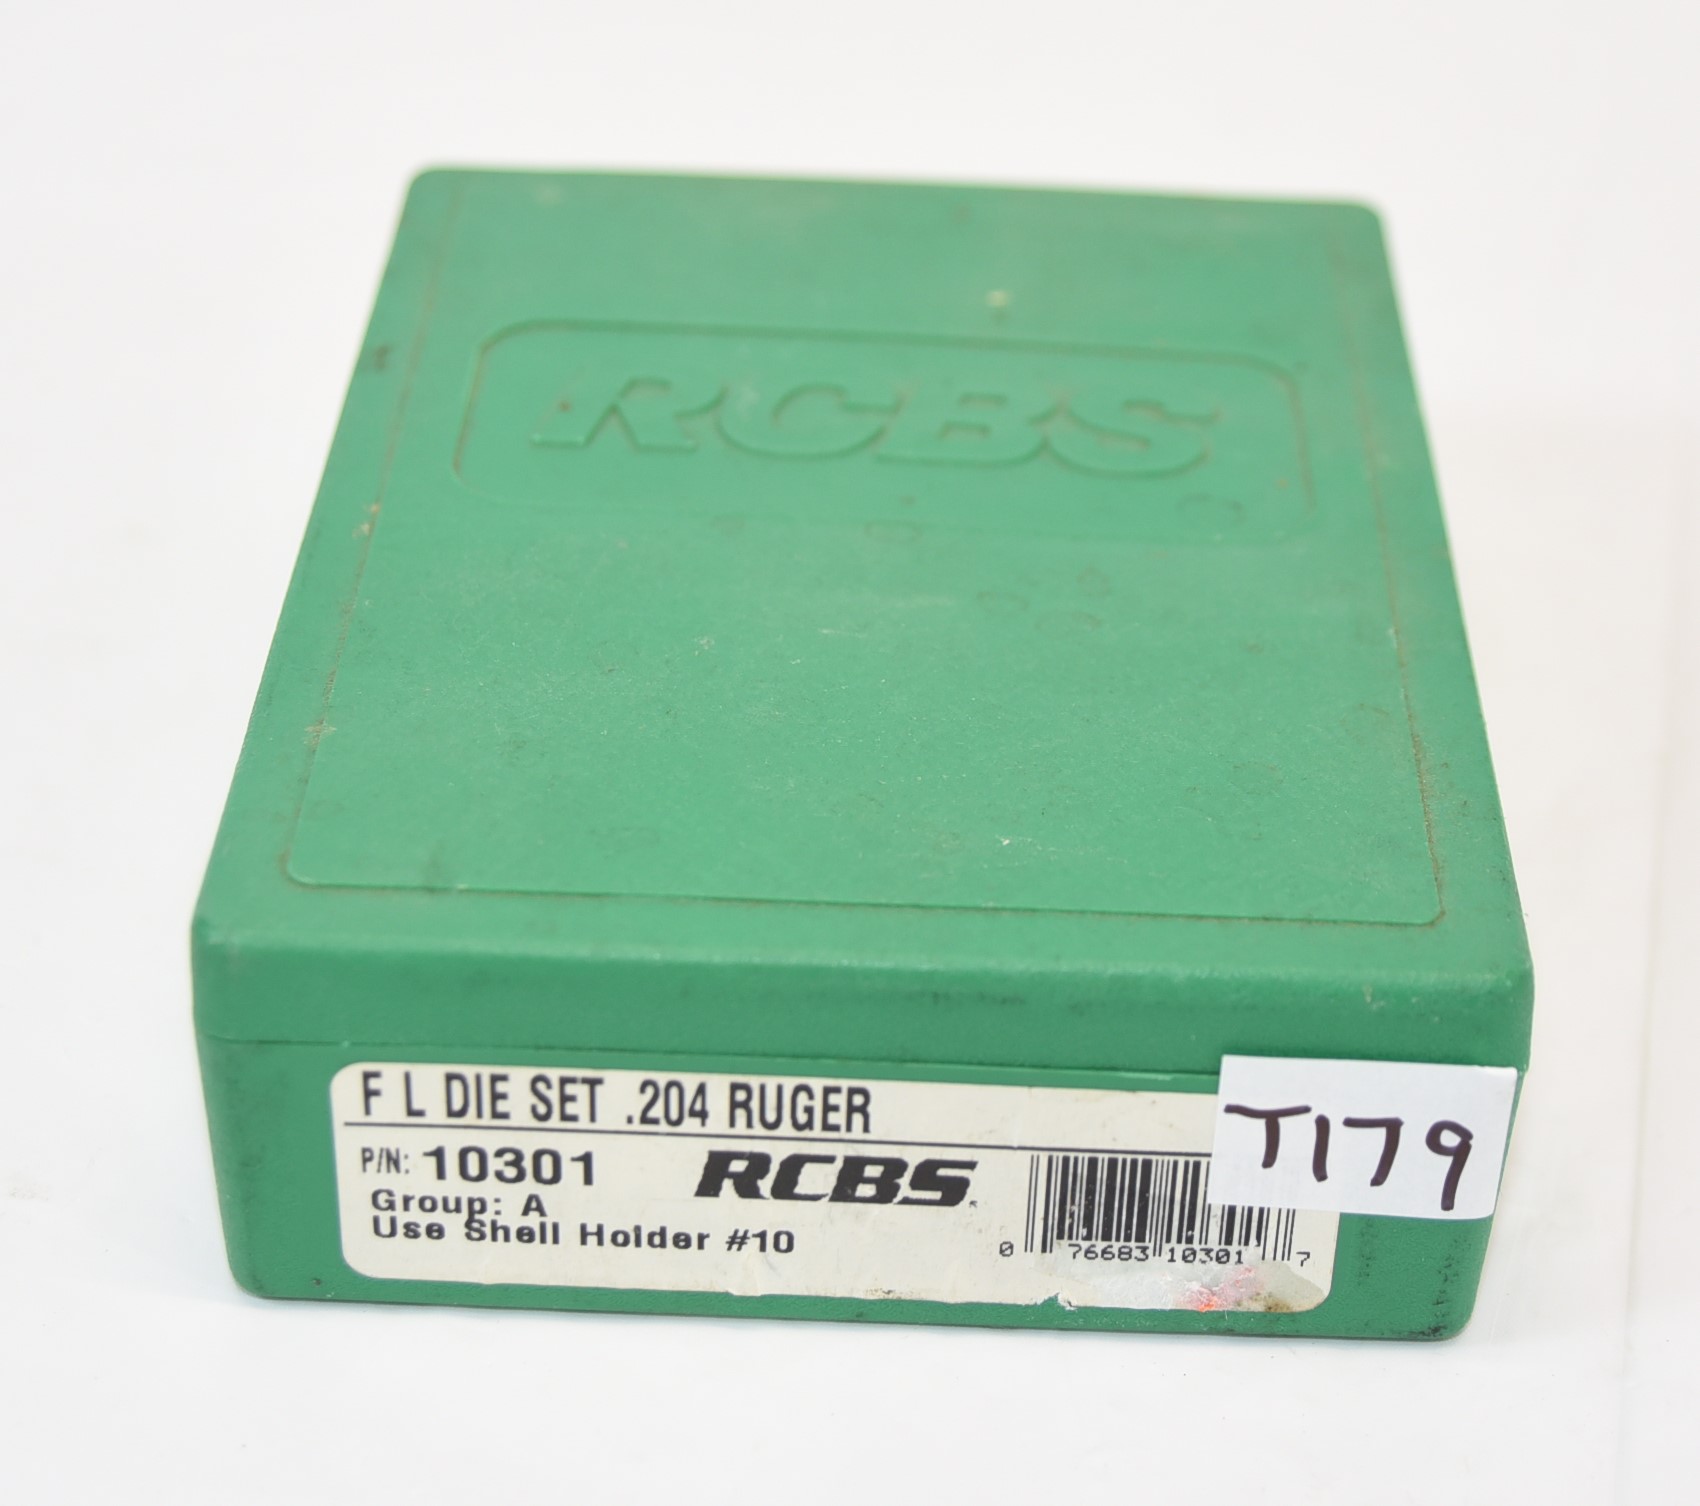 RCBS
F L DIE SET .204 RUGER
T179
P/N: 10301
RCBS
Group: A
Use Shell Holder #10
0 76683 10301 7